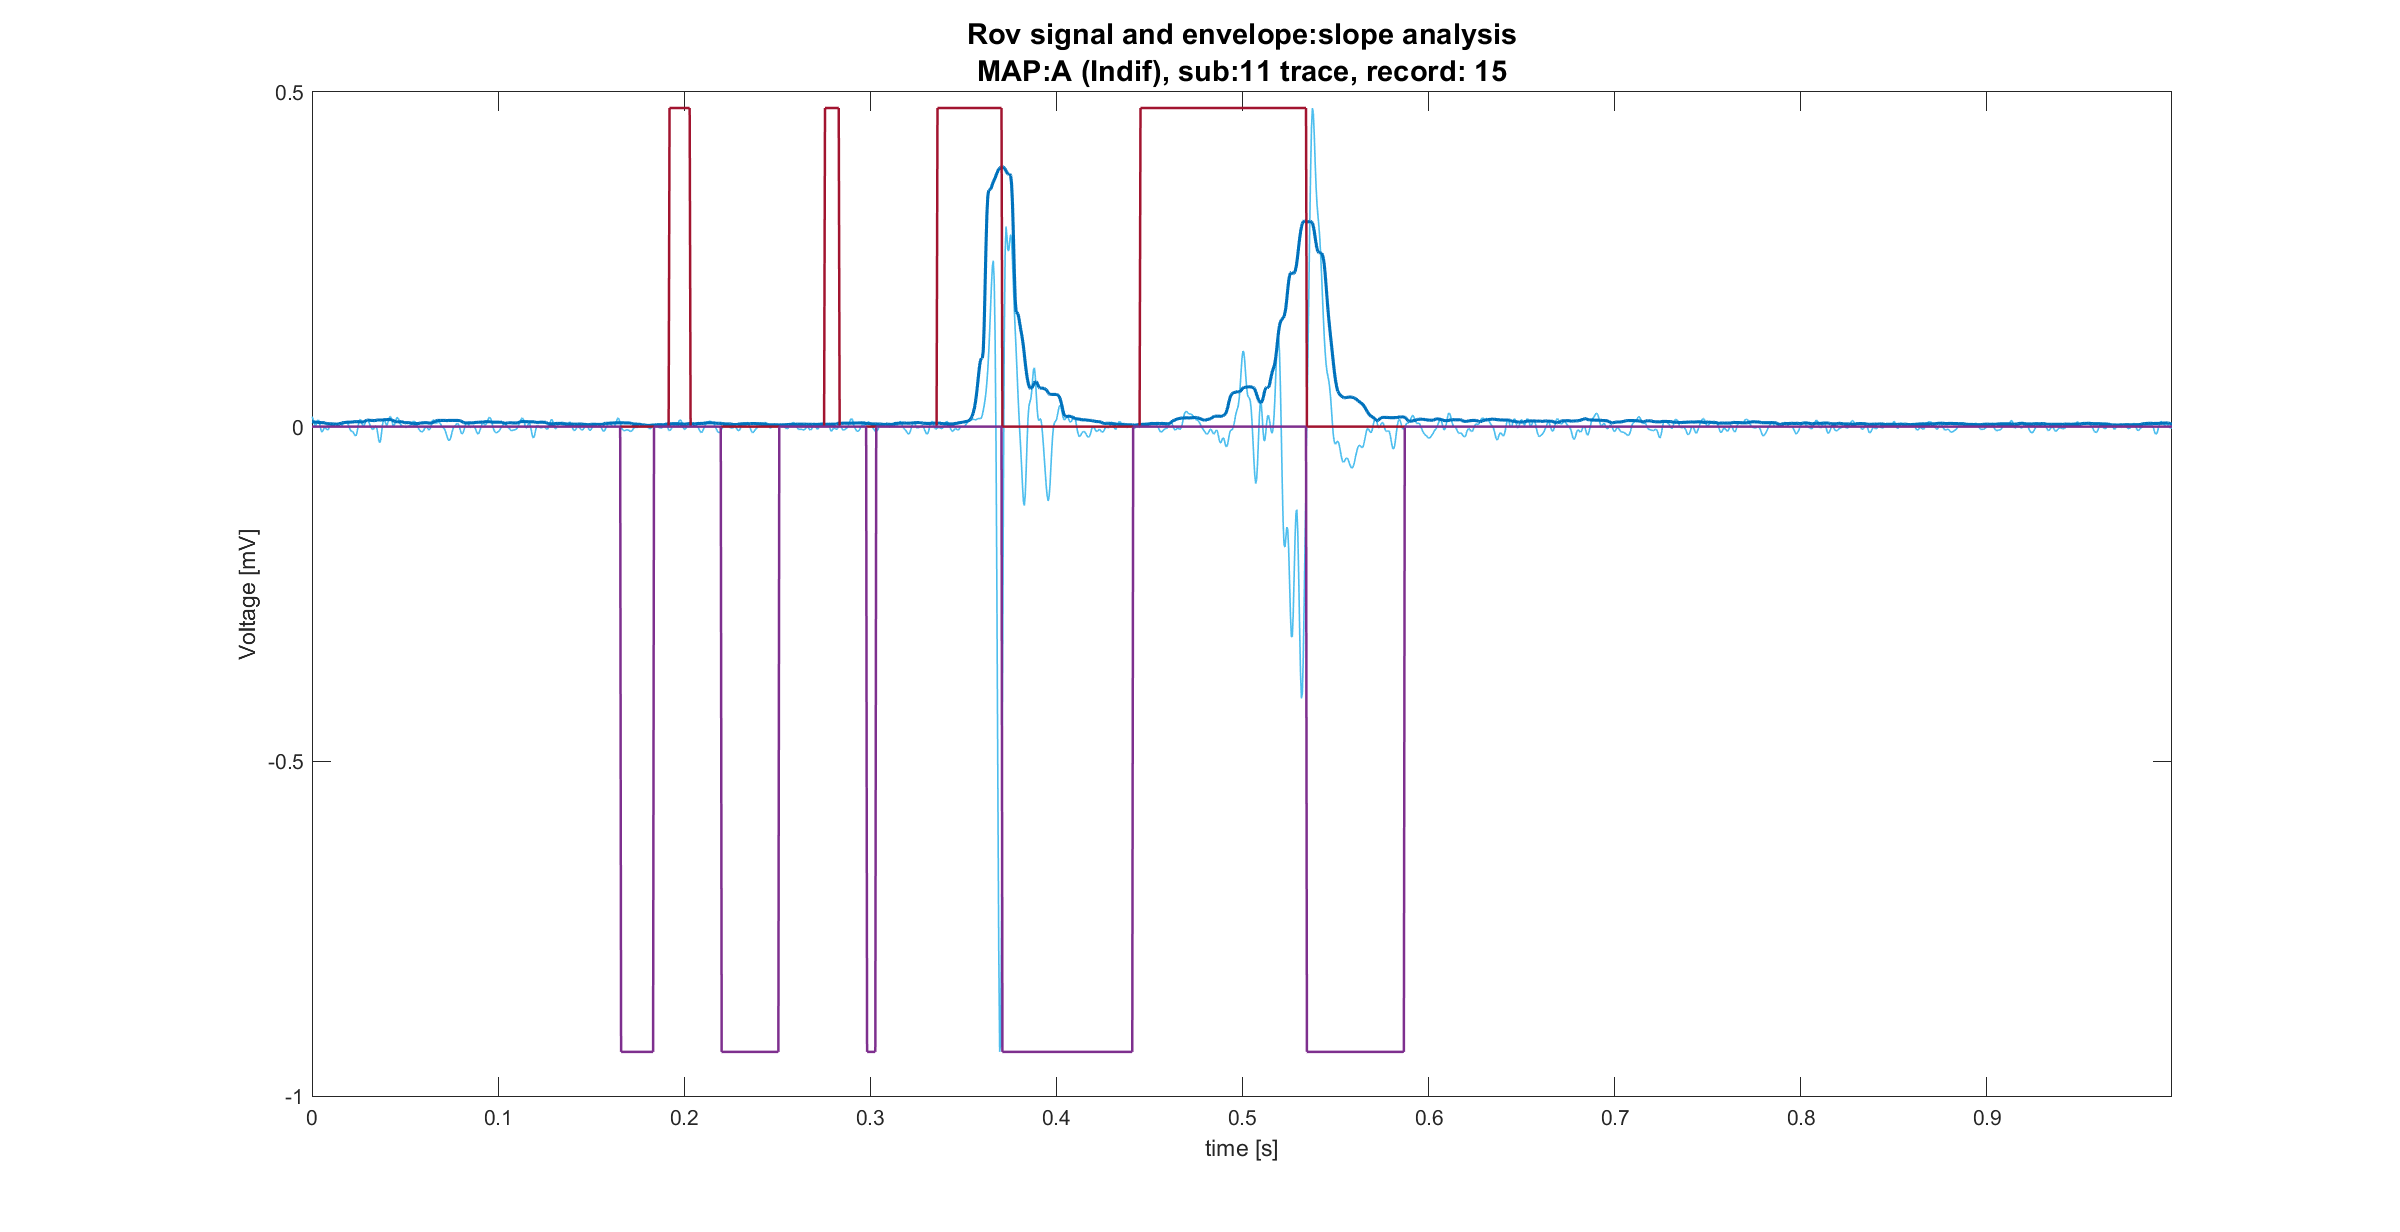 Rov signal and envelope:slope analysis
MAP:A (Indif), sub:11 trace, record: 15
0.5
0
-0.5
-1
Voltage [mV]
0 0.1 0.2 0.3 0.4 0.5 0.6 0.7 0.8 0.9
time [s]